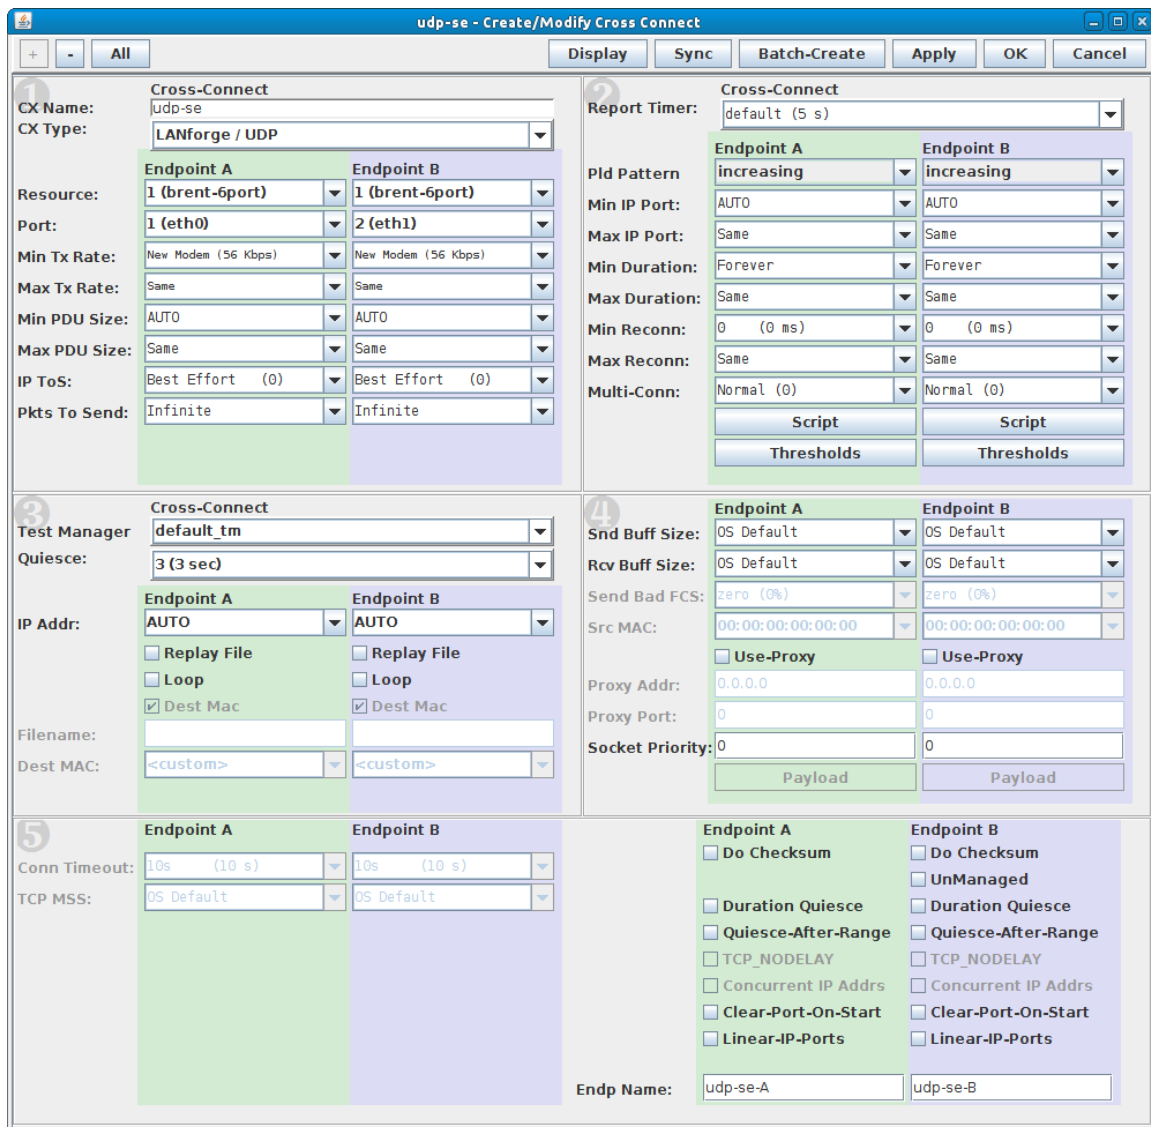 udp-se - Create/Modify Cross Connect
+ - All Display Sync Batch-Create Apply OK Cancel
1
Cross-Connect
CX Name: udp-se
CX Type: LANforge / UDP
Endpoint A Endpoint B
Resource: 1 (brent-6port) 1 (brent-6port)
Port: 1 (eth0) 2 (eth1)
Min Tx Rate: New Modem (56 Kbps) New Modem (56 Kbps)
Max Tx Rate: Same Same
Min PDU Size: AUTO AUTO
Max PDU Size: Same Same
IP ToS: Best Effort (0) Best Effort (0)
Pkts To Send: Infinite Infinite
2
Cross-Connect
Report Timer: default (5 s)
Endpoint A Endpoint B
Pld Pattern increasing increasing
Min IP Port: AUTO AUTO
Max IP Port: Same Same
Min Duration: Forever Forever
Max Duration: Same Same
Min Reconn: 0 (0 ms) 0 (0 ms)
Max Reconn: Same Same
Multi-Conn: Normal (0) Normal (0)
Script Script
Thresholds Thresholds
3
Cross-Connect
Test Manager default_tm
Quiesce: 3 (3 sec)
Endpoint A Endpoint B
IP Addr: AUTO AUTO
Replay File Replay File
Loop Loop
Dest Mac Dest Mac
Filename:
Dest MAC: <custom> <custom>
4
Endpoint A Endpoint B
Snd Buff Size: OS Default OS Default
Rcv Buff Size: OS Default OS Default
Send Bad FCS: zero (0%) zero (0%)
Src MAC: 00:00:00:00:00:00 00:00:00:00:00:00
Use-Proxy Use-Proxy
Proxy Addr: 0.0.0.0 0.0.0.0
Proxy Port: 0 0
Socket Priority: 0 0
Payload Payload
5
Endpoint A Endpoint B
Conn Timeout: 10s (10 s) 10s (10 s)
TCP MSS: OS Default OS Default
Endpoint A Endpoint B
Do Checksum Do Checksum
UnManaged
Duration Quiesce Duration Quiesce
Quiesce-After-Range Quiesce-After-Range
TCP_NODELAY TCP_NODELAY
Concurrent IP Addrs Concurrent IP Addrs
Clear-Port-On-Start Clear-Port-On-Start
Linear-IP-Ports Linear-IP-Ports
Endp Name: udp-se-A udp-se-B